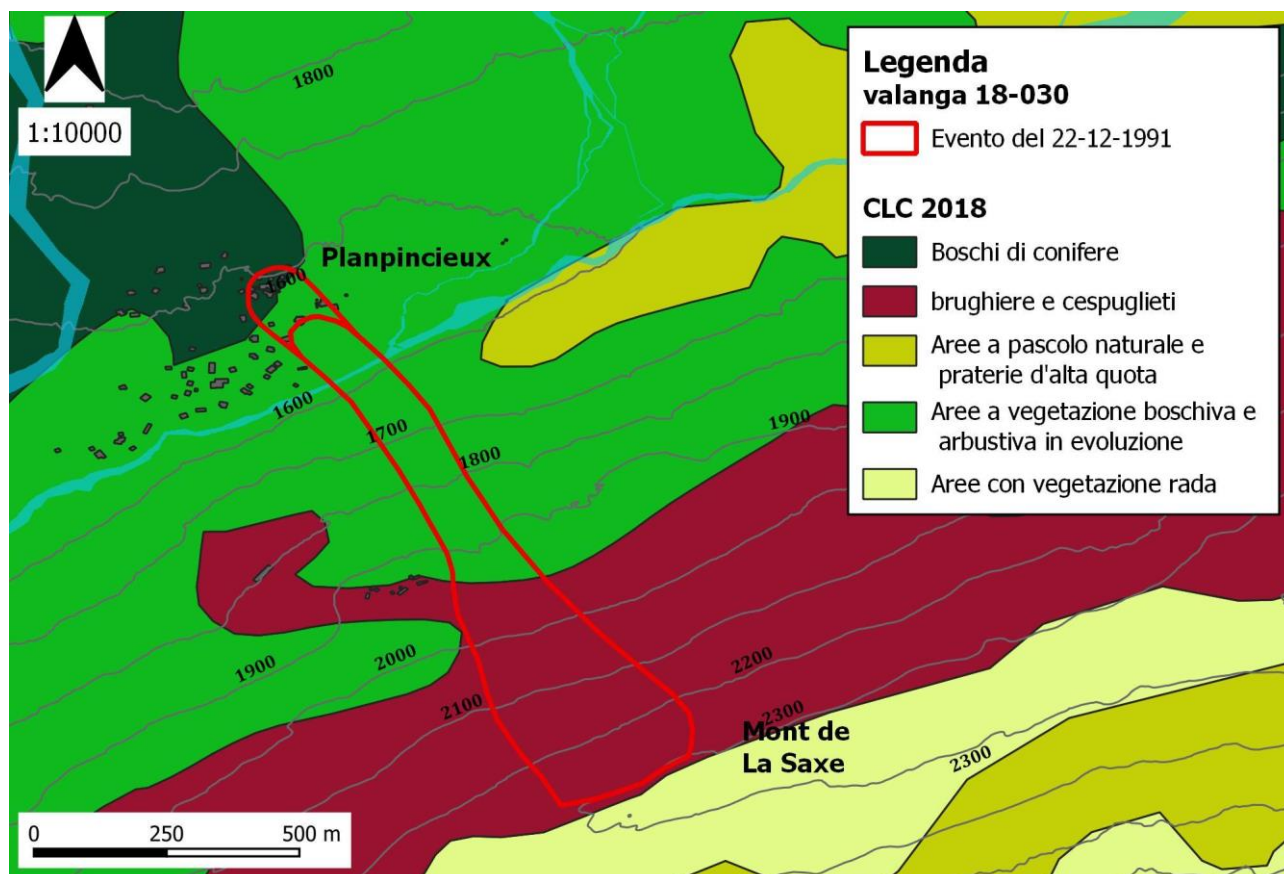 1800
1:10000
Planpincieux
1600
1600
1700
1800
1900
1900
2000
2100
2200
2300
2300
Mont de
La Saxe
0 250 500 m
Legenda
valanga 18-030
Evento del 22-12-1991
CLC 2018
Boschi di conifere
brughiere e cespuglieti
Aree a pascolo naturale e
praterie d'alta quota
Aree a vegetazione boschiva e
arbustiva in evoluzione
Aree con vegetazione rada